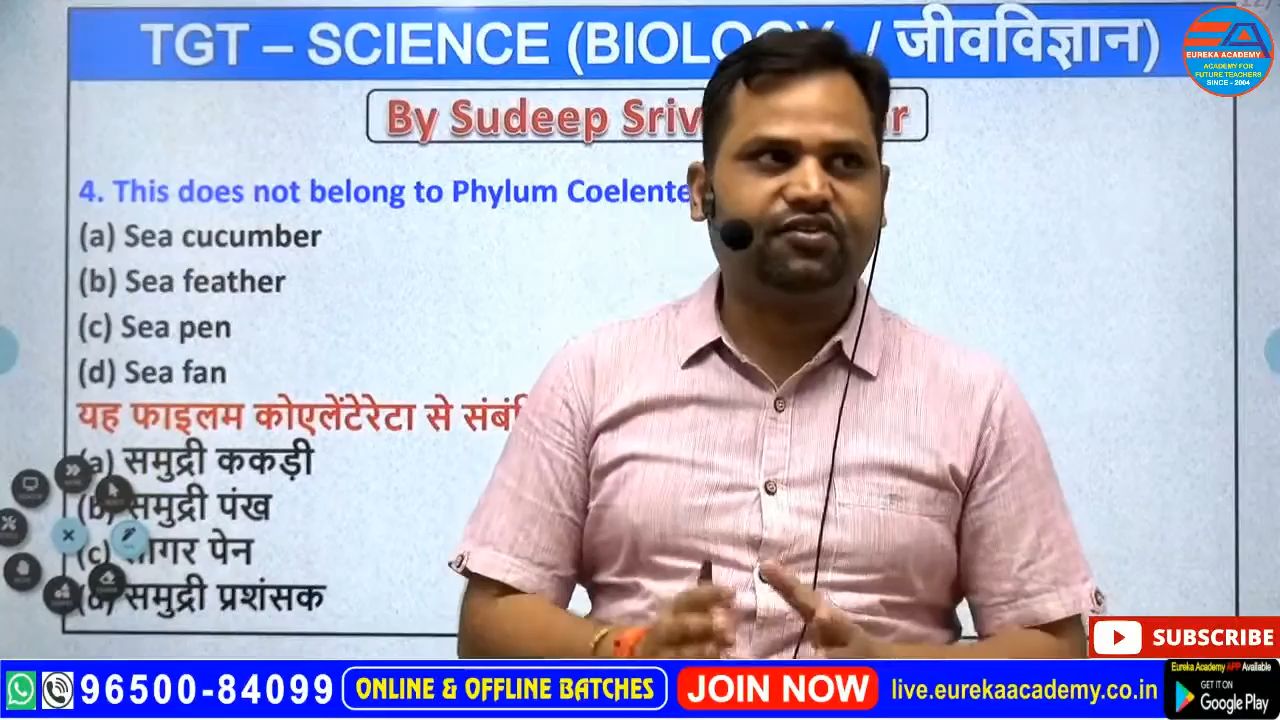 TGT – SCIENCE (BIOLOGY / जीवविज्ञान)
EUREKA ACADEMY
ACADEMY FOR
FUTURE TEACHERS
SINCE - 2004
By Sudeep
4. This does not belong to Phylum
(a) Sea cucumber
(b) Sea feather
(c) Sea pen
(d) Sea fan
यह फाइलम कोएलेंटेरेटा से
(a) समुद्री ककड़ी
(b) समुद्री पंख
(c) सागर पेन
(d) समुद्री प्रशंसक
SUBSCRIBE
96500-84099
ONLINE & OFFLINE BATCHES
JOIN NOW
live.eurekaacademy.co.in
Eureka Academy APP Available
GET IT ON
Google Play